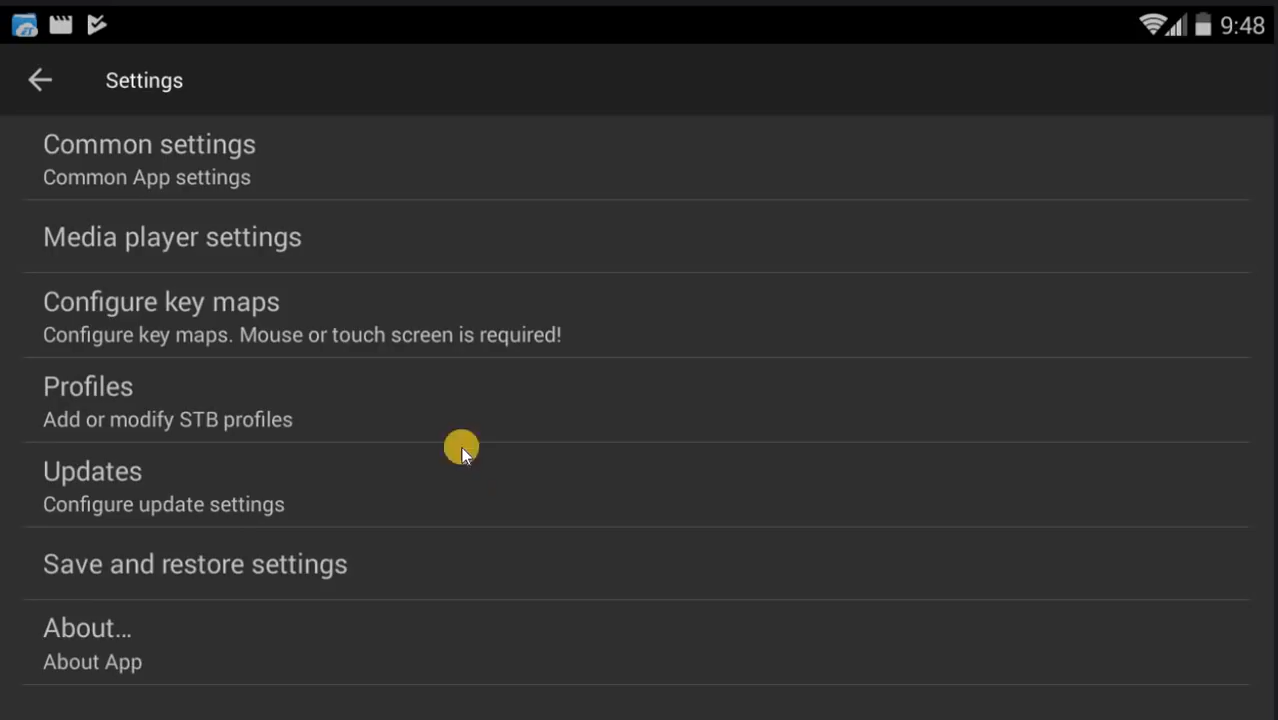 9:48
Settings
Common settings
Common App settings
Media player settings
Configure key maps
Configure key maps. Mouse or touch screen is required!
Profiles
Add or modify STB profiles
Updates
Configure update settings
Save and restore settings
About...
About App